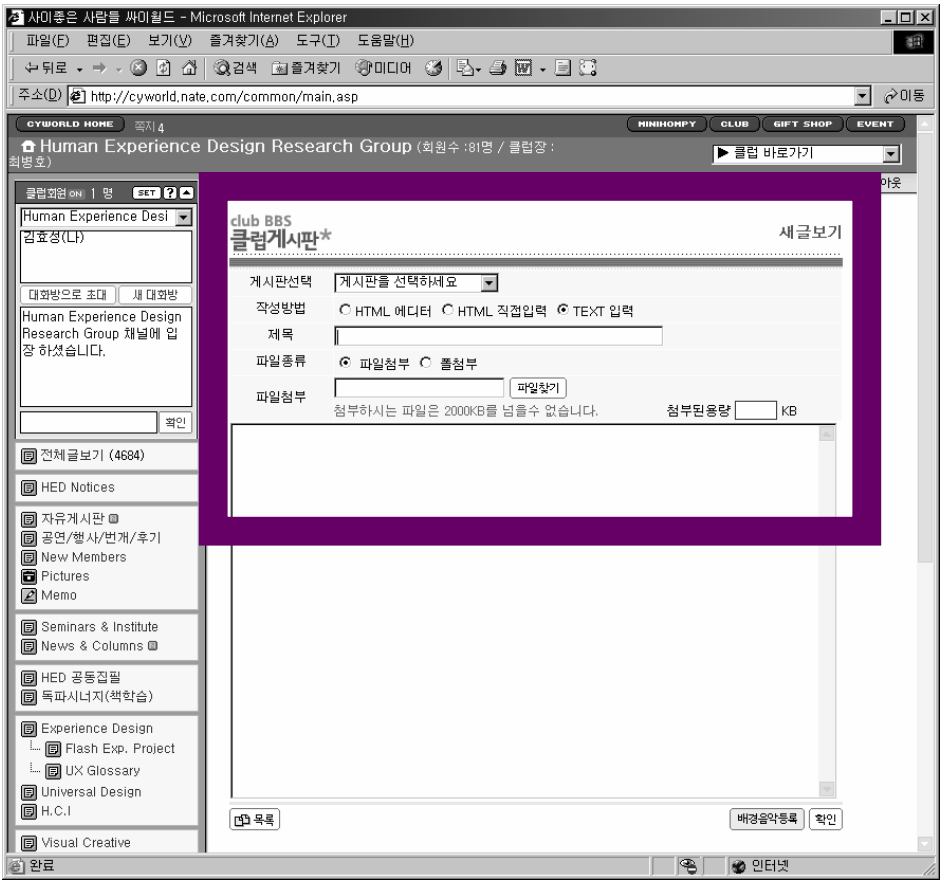 사이좋은 사람들 싸이월드 - Microsoft Internet Explorer
파일(F) 편집(E) 보기(V) 즐겨찾기(A) 도구(T) 도움말(H)
뒤로 검색 즐겨찾기 미디어
주소(D) http://cyworld.nate.com/common/main.asp 이동
CYWORLD HOME 쪽지 4 MINIHOMPY CLUB GIFT SHOP EVENT
Human Experience Design Research Group (회원수 :81명 / 클럽장 :
최병호)
▶ 클럽 바로가기
아웃
클럽회원 ON 1 명 SET ?
Human Experience Desi
김효성(나)
대화방으로 초대 새 대화방
Human Experience Design
Research Group 채널에 입
장 하셨습니다.
확인
전체글보기 (4684)
HED Notices
자유게시판
공연/행사/번개/후기
New Members
Pictures
Memo
Seminars & Institute
News & Columns
HED 공동집필
독파시너지(책학습)
Experience Design
Flash Exp. Project
UX Glossary
Universal Design
H.C.I
Visual Creative
club BBS
클럽게시판*
새글보기
게시판선택 게시판을 선택하세요
작성방법 HTML 에디터 HTML 직접입력 TEXT 입력
제목
파일종류 파일첨부 폴첨부
파일첨부 파일찾기
첨부하시는 파일은 2000KB를 넘을수 없습니다. 첨부된용량 KB
목록 배경음악등록 확인
완료 인터넷